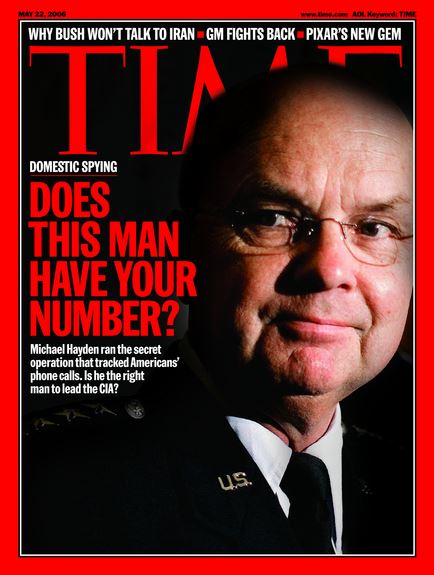 MAY 22, 2006 www.time.com AOL Keyword: TIME
WHY BUSH WON'T TALK TO IRAN ■ GM FIGHTS BACK ■ PIXAR'S NEW GEM
TIME
DOMESTIC SPYING
DOES
THIS MAN
HAVE YOUR
NUMBER?
Michael Hayden ran the secret
operation that tracked Americans'
phone calls. Is he the right
man to lead the CIA?
U.S.